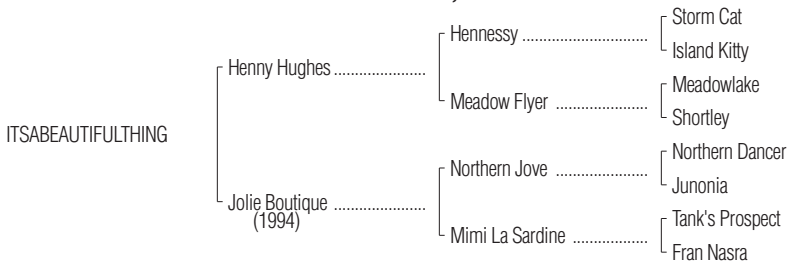 Storm Cat
Hennessy ..............................
Island Kitty
Henny Hughes ......................
Meadowlake
Meadow Flyer ......................
Shortley
ITSABEAUTIFULTHING
Northern Dancer
Northern Jove ......................
Junonia
Jolie Boutique ......................
(1994)
Tank's Prospect
Mimi La Sardine ..................
Fran Nasra